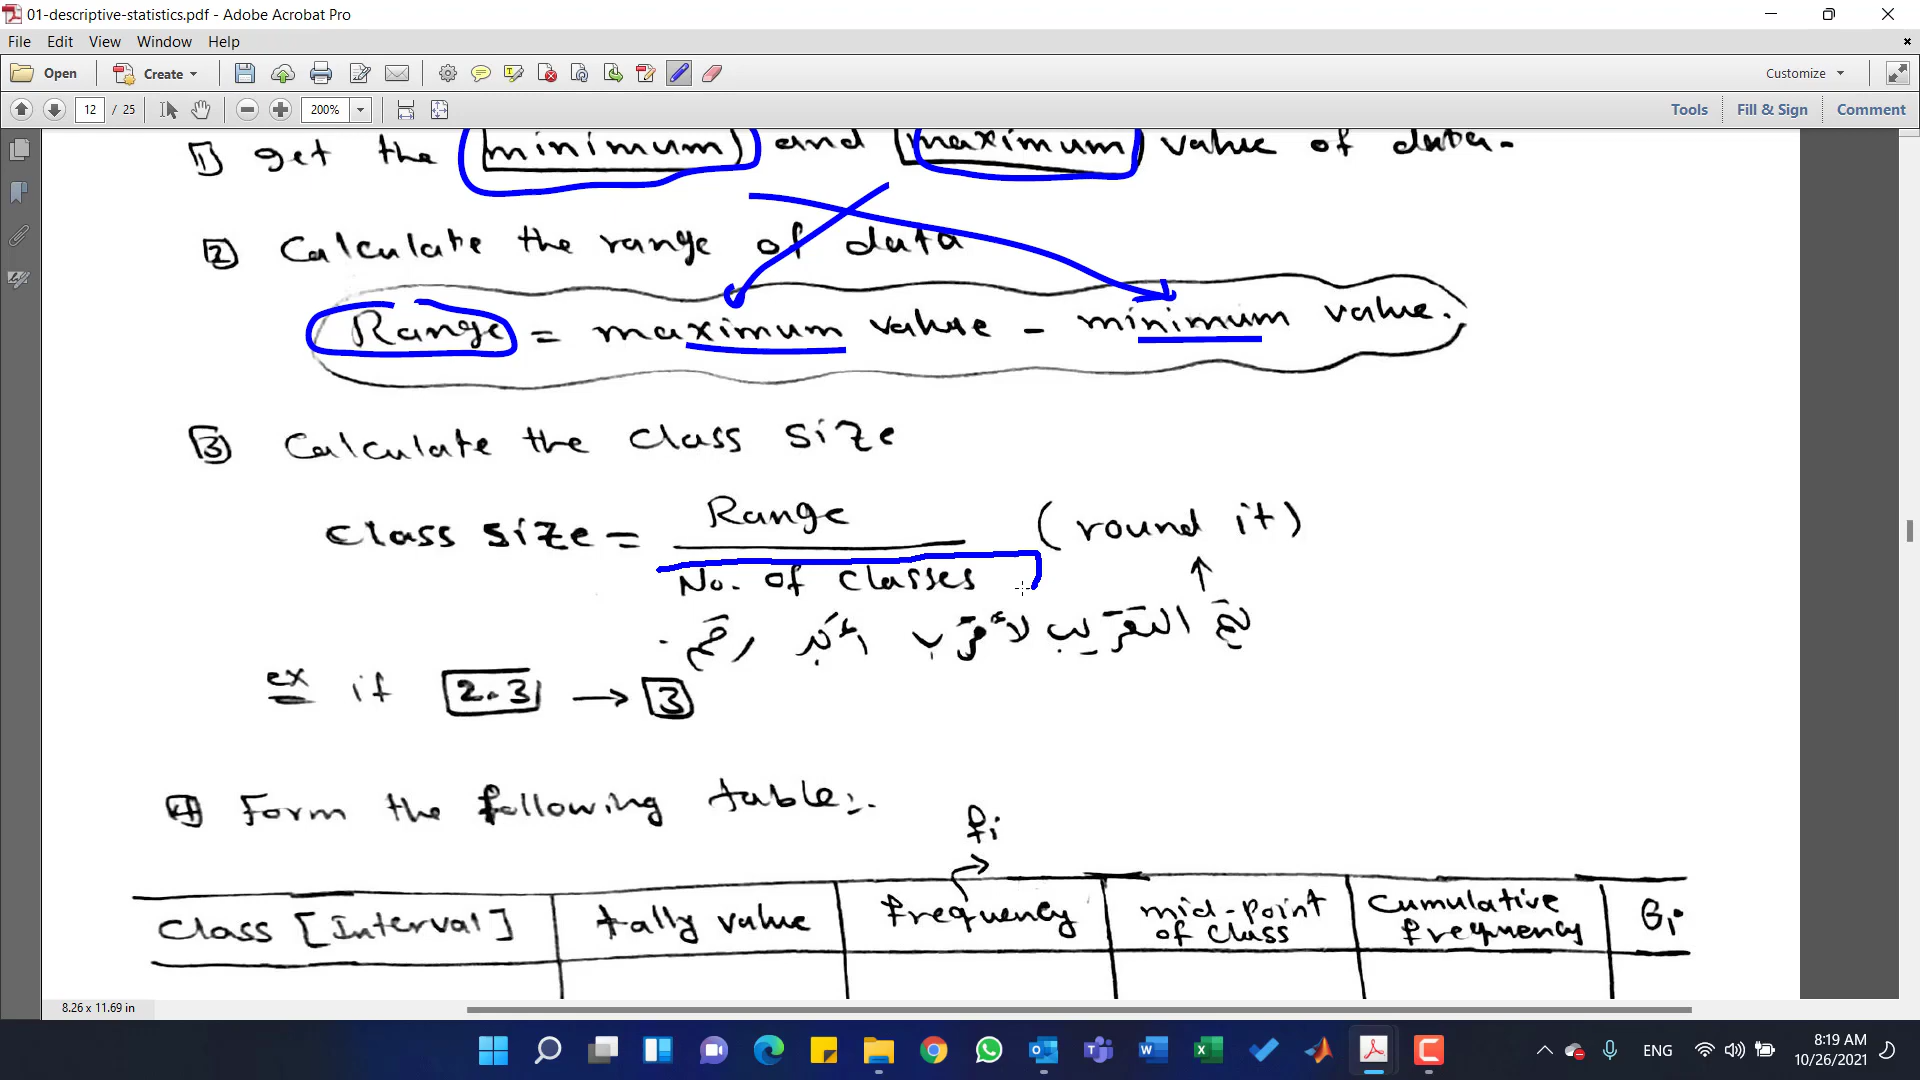 01-descriptive-statistics.pdf - Adobe Acrobat Pro
File Edit View Window Help
Open Create Customize
12 / 25 200% Tools Fill & Sign Comment
1 get the minimum and maximum value of data.
2 Calculate the range of data
Range = maximum value - minimum value.
3 Calculate the class size
class size = Range / No. of classes (round it)
يتم التقريب لأقرب أكبر رقم.
ex if 2.3 → 3
4 Form the following table:.
fi
Class [Interval] tally value frequency mid-point of class Cumulative frequency
8.26 x 11.69 in
ENG
8:19 AM
10/26/2021